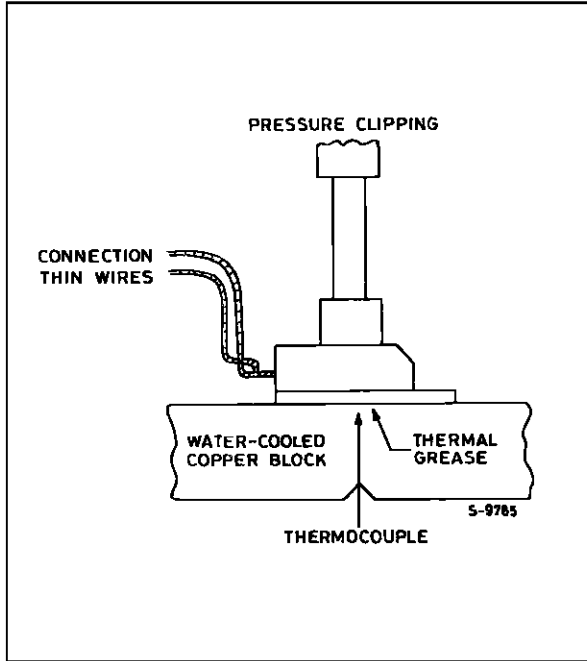 PRESSURE CLIPPING
CONNECTION
THIN WIRES
WATER-COOLED
COPPER BLOCK
THERMAL
GREASE
S-9785
THERMOCOUPLE